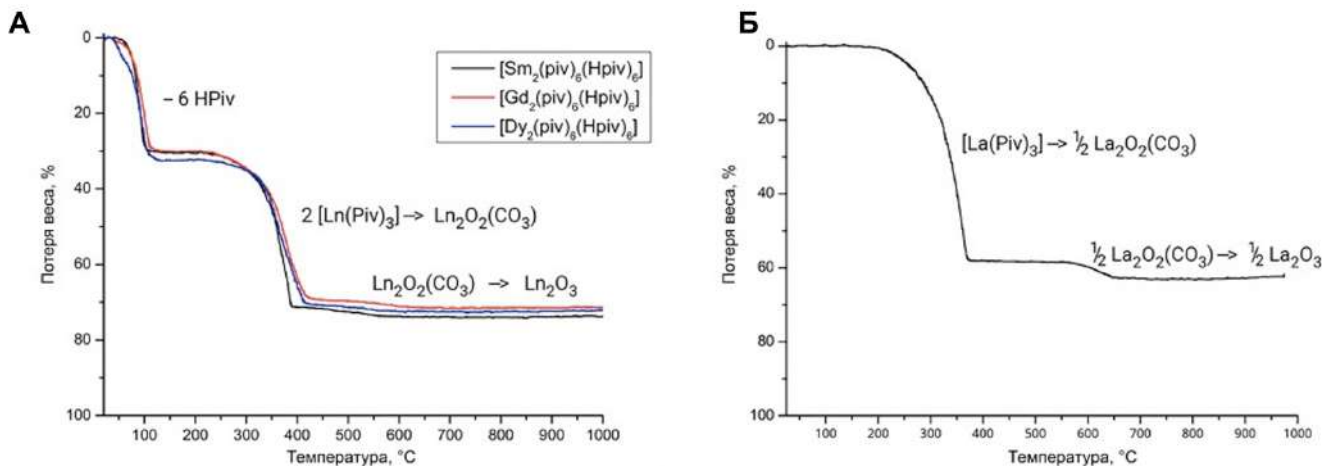 А
Потеря веса, %
0
20
40
60
80
100
– 6 HPiv
[Sm₂(piv)₆(Hpiv)₆]
[Gd₂(piv)₆(Hpiv)₆]
[Dy₂(piv)₆(Hpiv)₆]
2 [Ln(Piv)₃] → Ln₂O₂(CO₃)
Ln₂O₂(CO₃) → Ln₂O₃
100 200 300 400 500 600 700 800 900 1000
Температура, °C
Б
Потеря веса, %
0
20
40
60
80
100
[La(Piv)₃] → ½ La₂O₂(CO₃)
½ La₂O₂(CO₃) → ½ La₂O₃
100 200 300 400 500 600 700 800 900 1000
Температура, °C